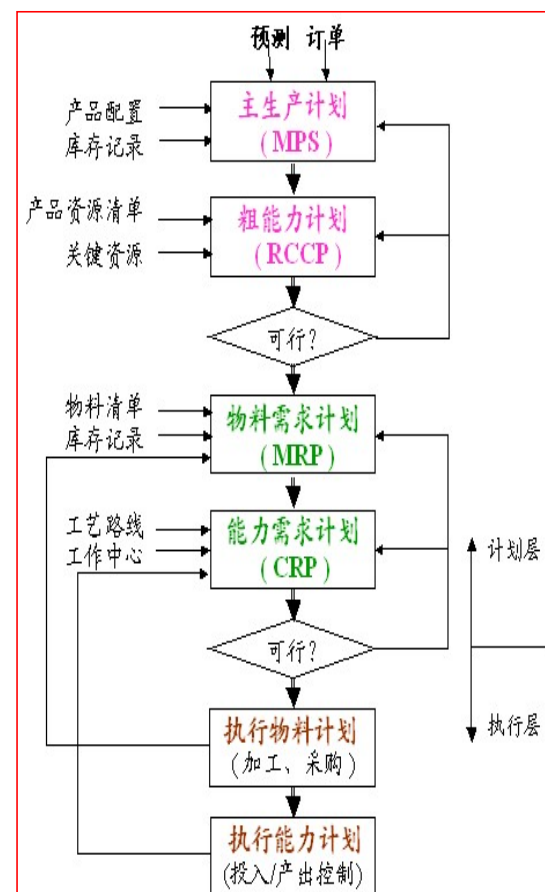 预测 订单
产品配置
库存记录
主生产计划
(MPS)
产品资源清单
关键资源
粗能力计划
(RCCP)
可行?
物料清单
库存记录
物料需求计划
(MRP)
工艺路线
工作中心
能力需求计划
(CRP)
计划层
可行?
执行层
执行物料计划
(加工、采购)
执行能力计划
(投入/产出控制)